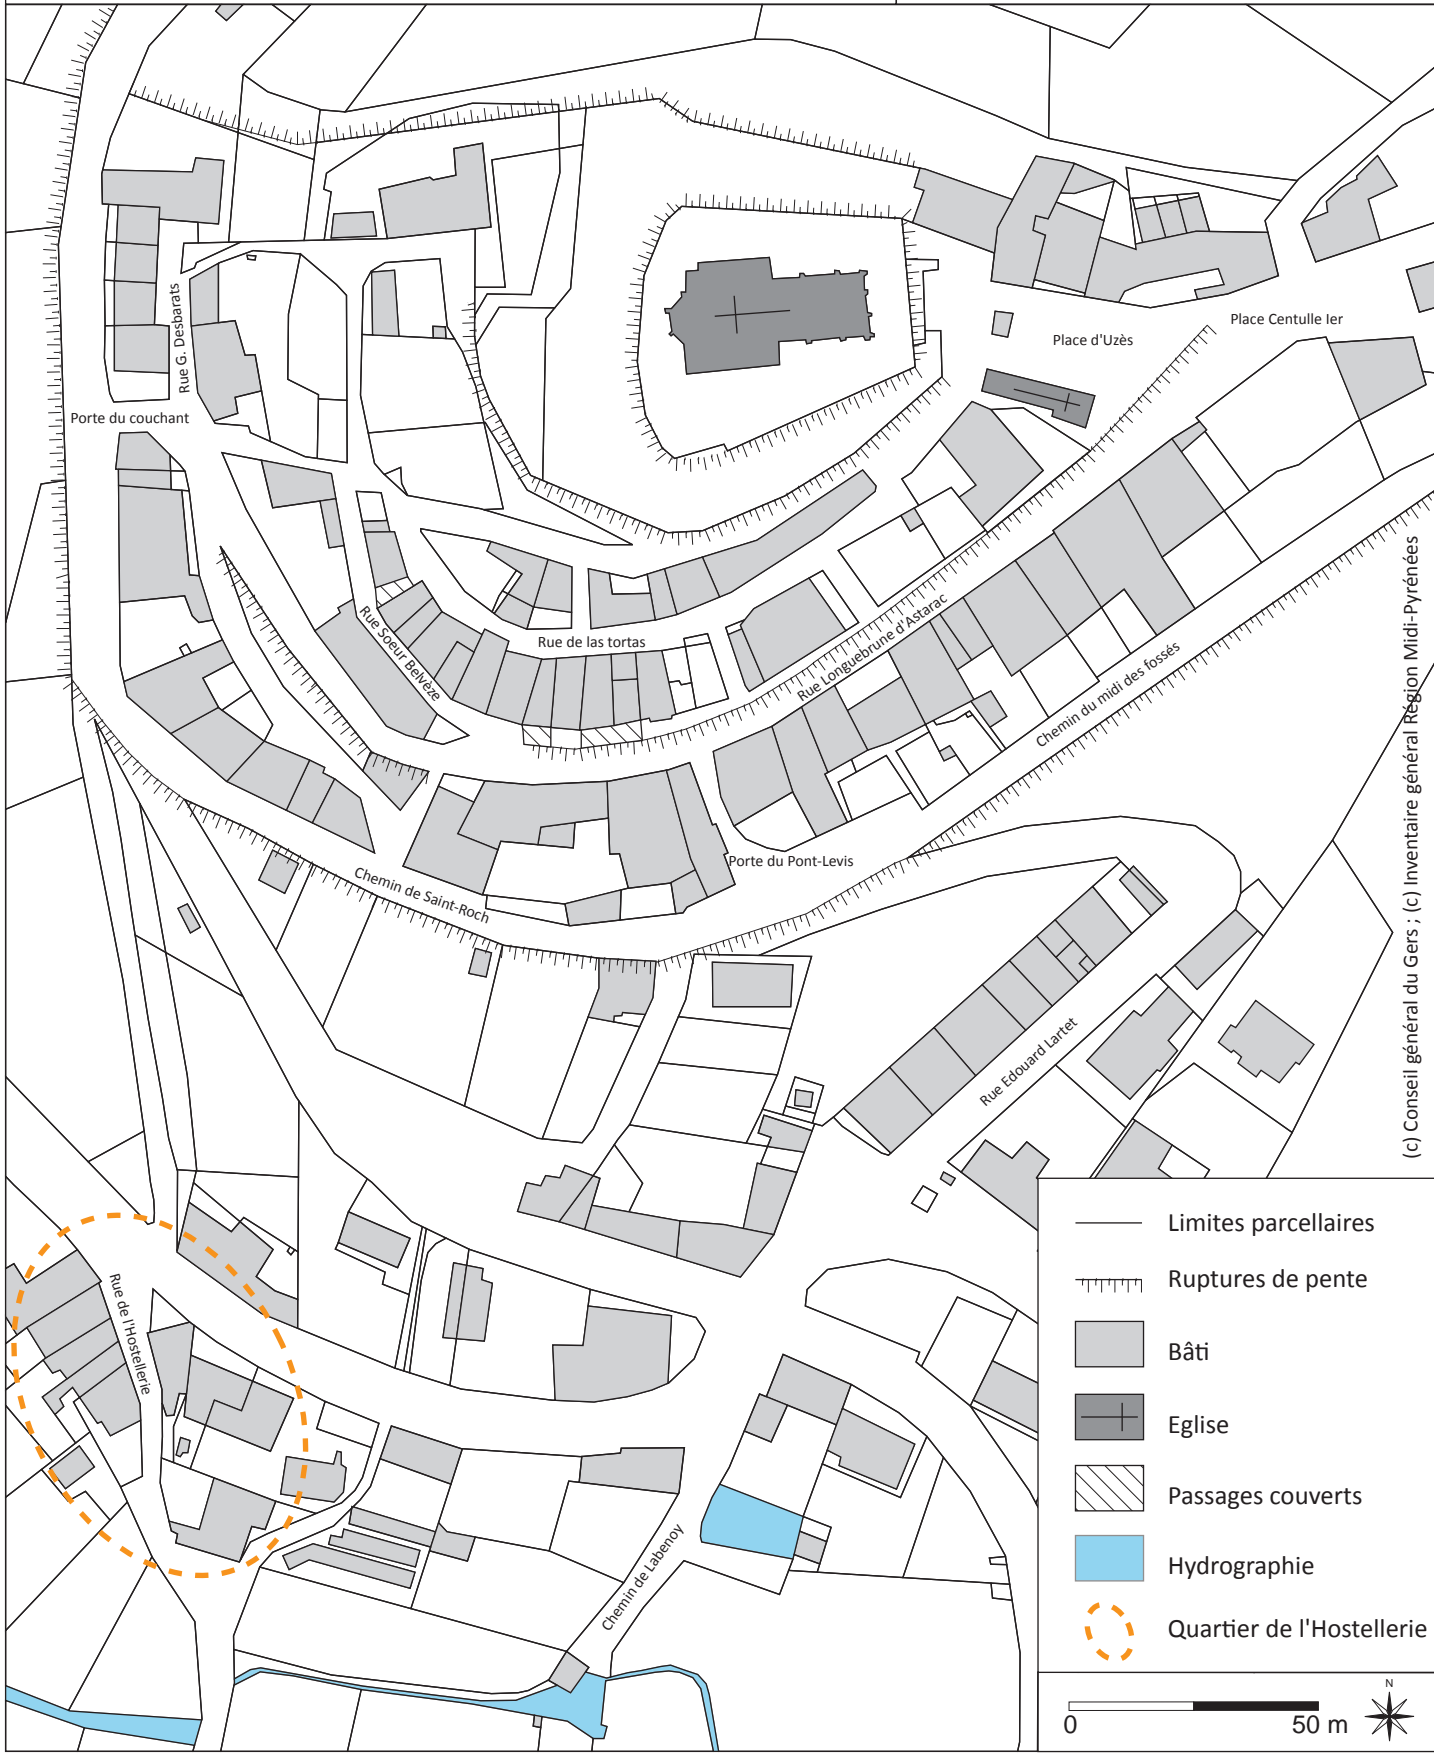 Place Centulle Ier
Place d'Uzès
Rue G. Desbarats
Porte du couchant
Rue de las tortas
Rue Soeur Belvèze
Rue Longuebrune d'Astarac
Chemin du midi des fossés
Porte du Pont-Levis
Chemin de Saint-Roch
Rue Edouard Lartet
Rue de l'Hostellerie
Chemin de Labenoy
(c) Conseil général du Gers ; (c) Inventaire général Région Midi-Pyrénées
Limites parcellaires
Ruptures de pente
Bâti
Eglise
Passages couverts
Hydrographie
Quartier de l'Hostellerie
N
0 50 m